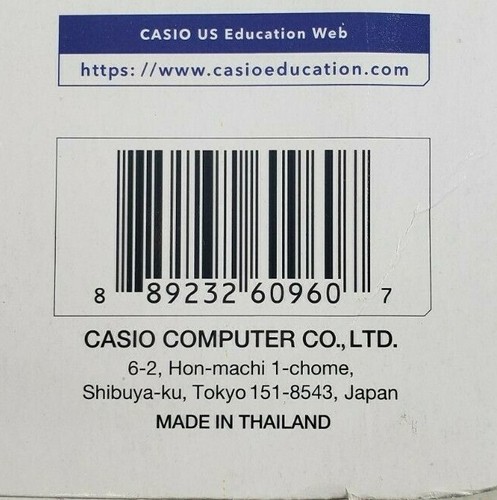 CASIO US Education Web
https: //www.casioeducation.com
8 89232 60960 7
CASIO COMPUTER CO., LTD.
6-2, Hon-machi 1-chome,
Shibuya-ku, Tokyo 151-8543, Japan
MADE IN THAILAND